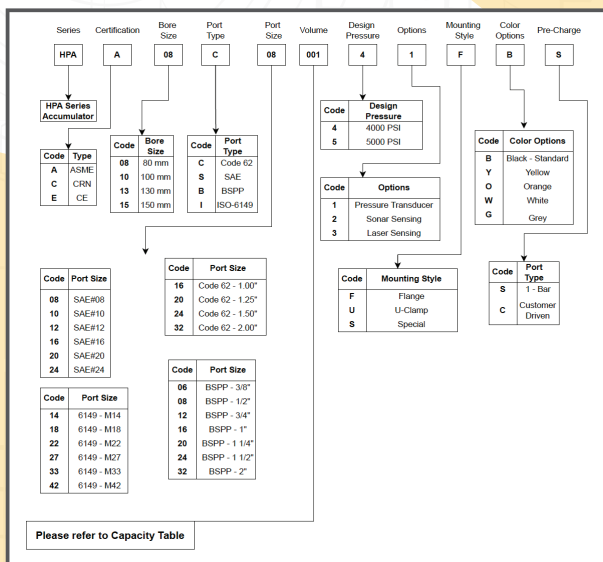 Series Certification Bore Size Port Type Port Size Volume Design Pressure Options Mounting Style Color Options Pre-Charge
HPA A 08 C 08 001 4 1 F B S
HPA Series
Accumulator
Code Type
A ASME
C CRN
E CE
Code Bore Size
08 80 mm
10 100 mm
13 130 mm
15 150 mm
Code Port Type
C Code 62
S SAE
B BSPP
I ISO-6149
Code Design Pressure
4 4000 PSI
5 5000 PSI
Code Options
1 Pressure Transducer
2 Sonar Sensing
3 Laser Sensing
Code Color Options
B Black - Standard
Y Yellow
O Orange
W White
G Grey
Code Mounting Style
F Flange
U U-Clamp
S Special
Code Port Type
S 1 - Bar
C Customer Driven
Code Port Size
08 SAE#08
10 SAE#10
12 SAE#12
16 SAE#16
20 SAE#20
24 SAE#24
Code Port Size
16 Code 62 - 1.00"
20 Code 62 - 1.25"
24 Code 62 - 1.50"
32 Code 62 - 2.00"
Code Port Size
14 6149 - M14
18 6149 - M18
22 6149 - M22
27 6149 - M27
33 6149 - M33
42 6149 - M42
Code Port Size
06 BSPP - 3/8"
08 BSPP - 1/2"
12 BSPP - 3/4"
16 BSPP - 1"
20 BSPP - 1 1/4"
24 BSPP - 1 1/2"
32 BSPP - 2"
Please refer to Capacity Table